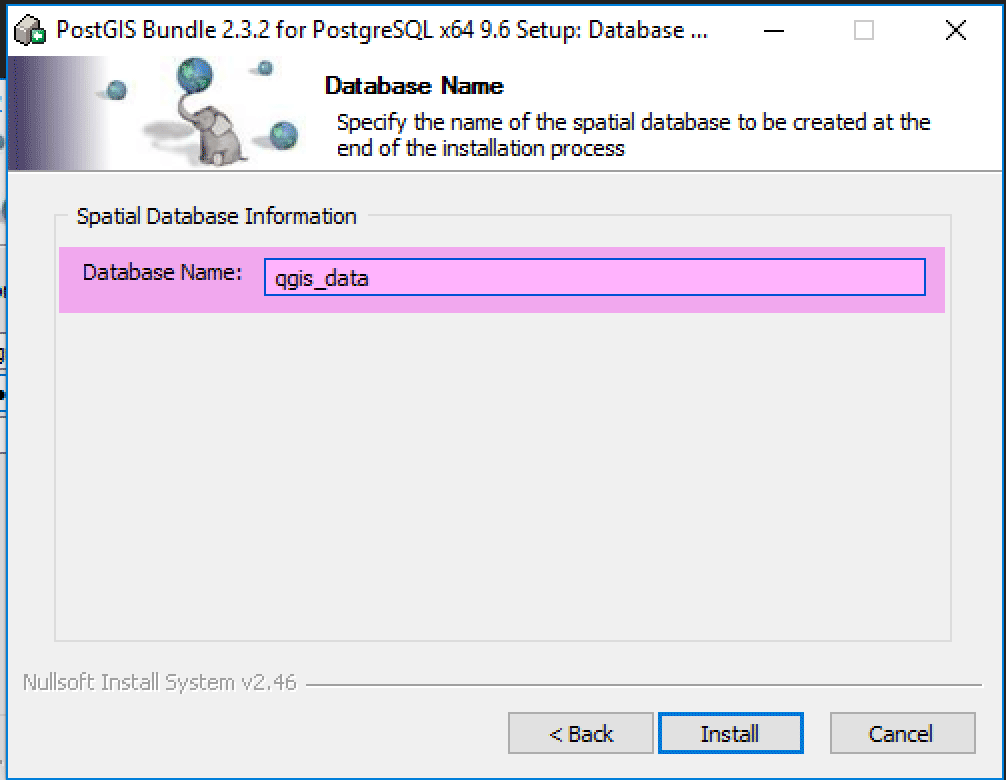 PostGIS Bundle 2.3.2 for PostgreSQL x64 9.6 Setup: Database ...
Database Name
Specify the name of the spatial database to be created at the
end of the installation process
Spatial Database Information
Database Name:
qgis_data
Nullsoft Install System v2.46
< Back
Install
Cancel